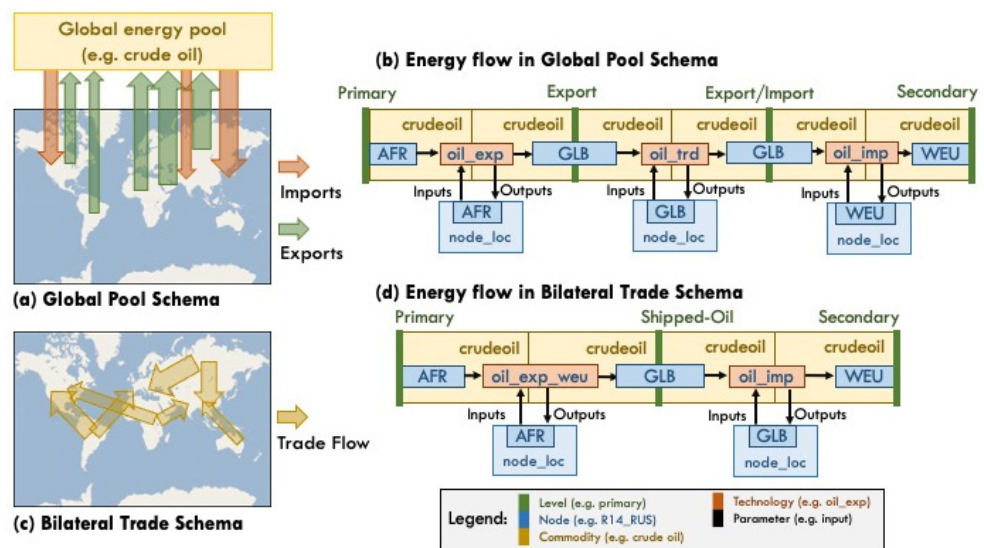 Global energy pool
(e.g. crude oil)
Imports
Exports
(a) Global Pool Schema
(b) Energy flow in Global Pool Schema
Primary Export Export/Import Secondary
crudeoil crudeoil crudeoil crudeoil crudeoil crudeoil
AFR oil_exp GLB oil_trd GLB oil_imp WEU
Inputs Outputs Inputs Outputs Inputs Outputs
AFR GLB WEU
node_loc node_loc node_loc
Trade Flow
(c) Bilateral Trade Schema
(d) Energy flow in Bilateral Trade Schema
Primary Shipped-Oil Secondary
crudeoil crudeoil crudeoil crudeoil
AFR oil_exp_weu GLB oil_imp WEU
Inputs Outputs Inputs Outputs
AFR GLB
node_loc node_loc
Legend:
Level (e.g. primary)
Node (e.g. R14_RUS)
Commodity (e.g. crude oil)
Technology (e.g. oil_exp)
Parameter (e.g. input)